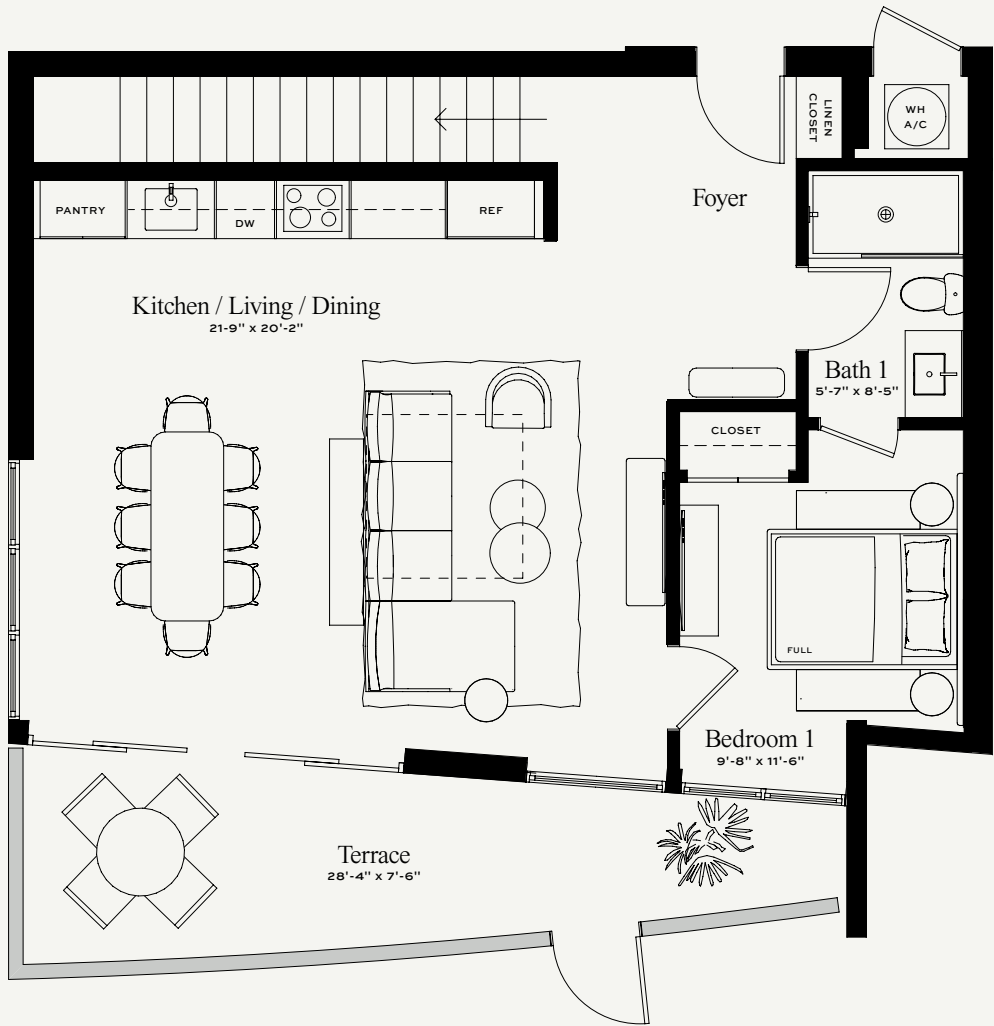 WH
A/C
LINEN
CLOSET
Foyer
PANTRY
DW
REF
Kitchen / Living / Dining
21-9" x 20'-2"
Bath 1
5'-7" x 8'-5"
CLOSET
FULL
Bedroom 1
9'-8" x 11'-6"
Terrace
28'-4" x 7'-6"